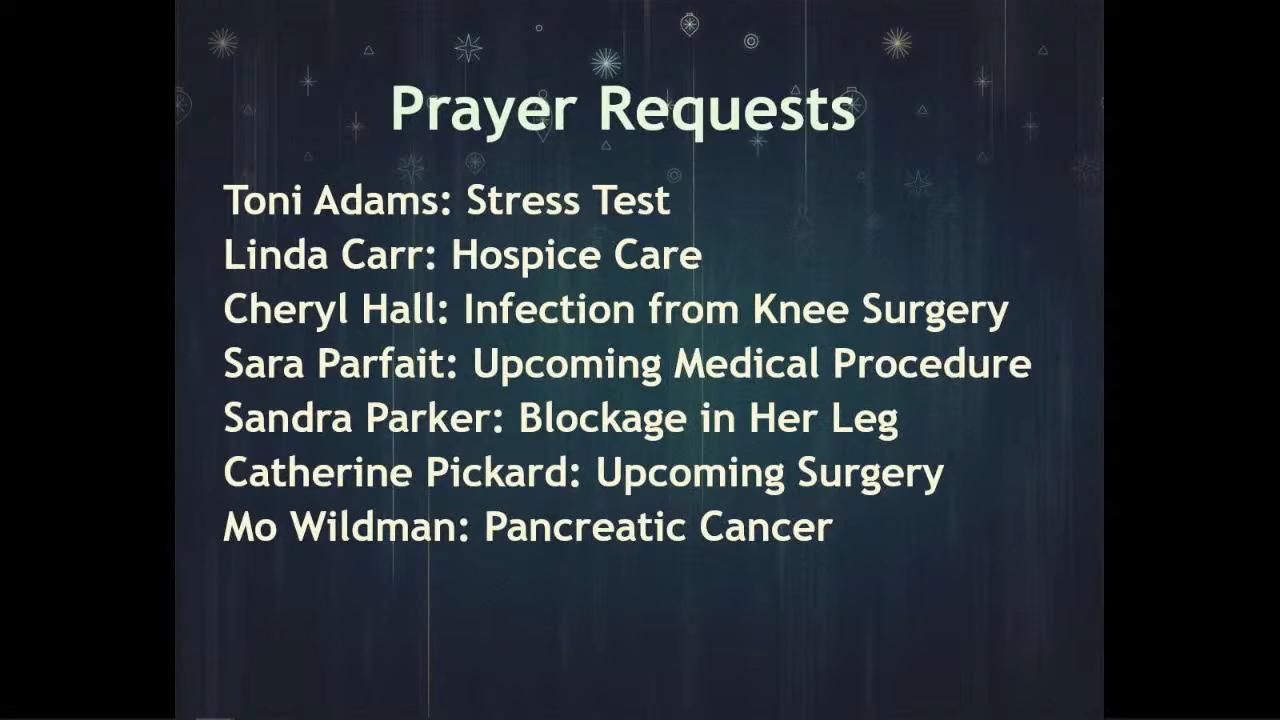 Prayer Requests
Toni Adams: Stress Test
Linda Carr: Hospice Care
Cheryl Hall: Infection from Knee Surgery
Sara Parfait: Upcoming Medical Procedure
Sandra Parker: Blockage in Her Leg
Catherine Pickard: Upcoming Surgery
Mo Wildman: Pancreatic Cancer